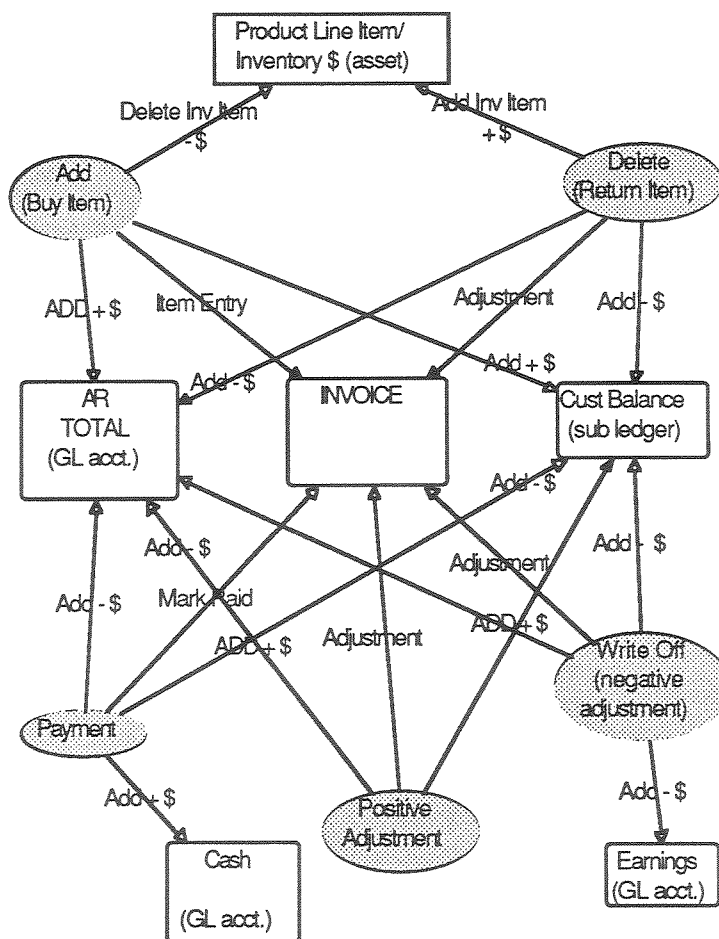 Product Line Item/
Inventory $ (asset)
Delete Inv Item
- $
Add Inv Item
+ $
Add
(Buy Item)
Delete
(Return Item)
ADD + $
Item Entry
Adjustment
Add - $
Add - $
Add + $
AR
TOTAL
(GL acct.)
INVOICE
Cust Balance
(sub ledger)
Add - $
Add - $
Adjustment
Add - $
Add - $
Mark Paid
ADD + $
Adjustment
ADD + $
Write Off
(negative
adjustment)
Payment
Add + $
Positive
Adjustment
Add - $
Cash
(GL acct.)
Earnings
(GL acct.)